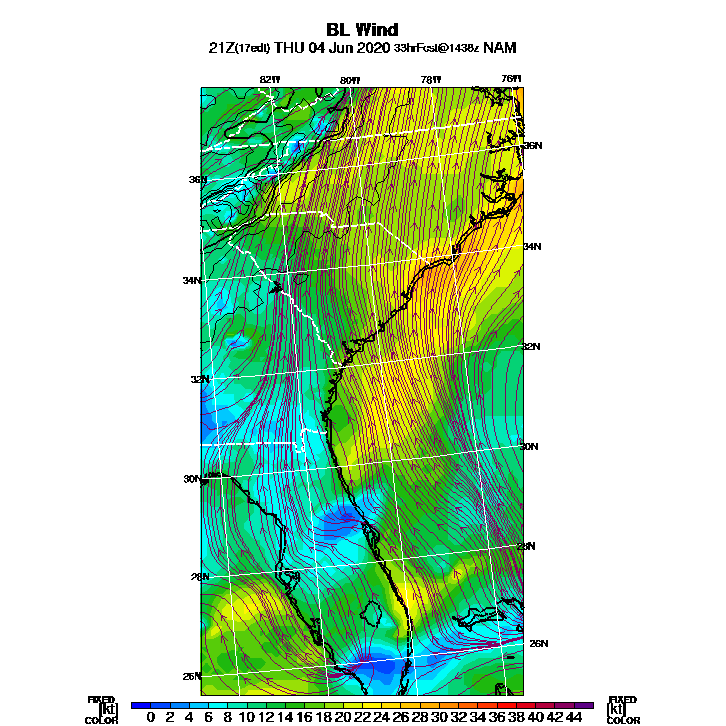 BL Wind
21Z(17edt) THU 04 Jun 2020 33hrFcst@1438z NAM
82W 80W 78W 76W
36N
36N
34N
34N
32N
32N
30N
30N
28N
28N
26N
26N
FIXED FIXED
[kt] 0 2 4 6 8 10 12 14 16 18 20 22 24 26 28 30 32 34 36 38 40 42 44 [kt]
COLOR COLOR